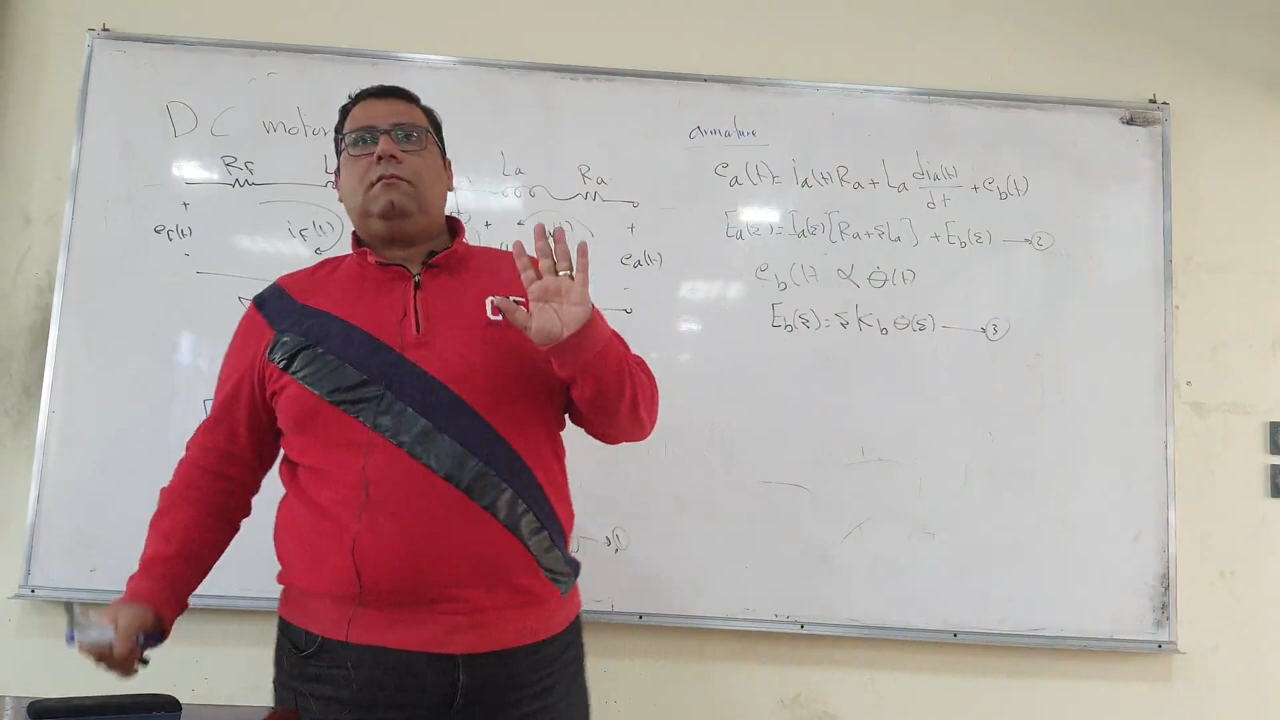 DC motor
Rf
La
Ra
+
+
+
ef(t)
if(t)
ea(t)
-
-
→ 1
armature
ea(t) = ia(t)Ra + La dia(t)/dt + eb(t)
Ea(s) = Ia(s)[Ra + sLa] + Eb(s) → 2
eb(t ∝ θ̇(t)
Eb(s) = s Kb θ(s) → 3